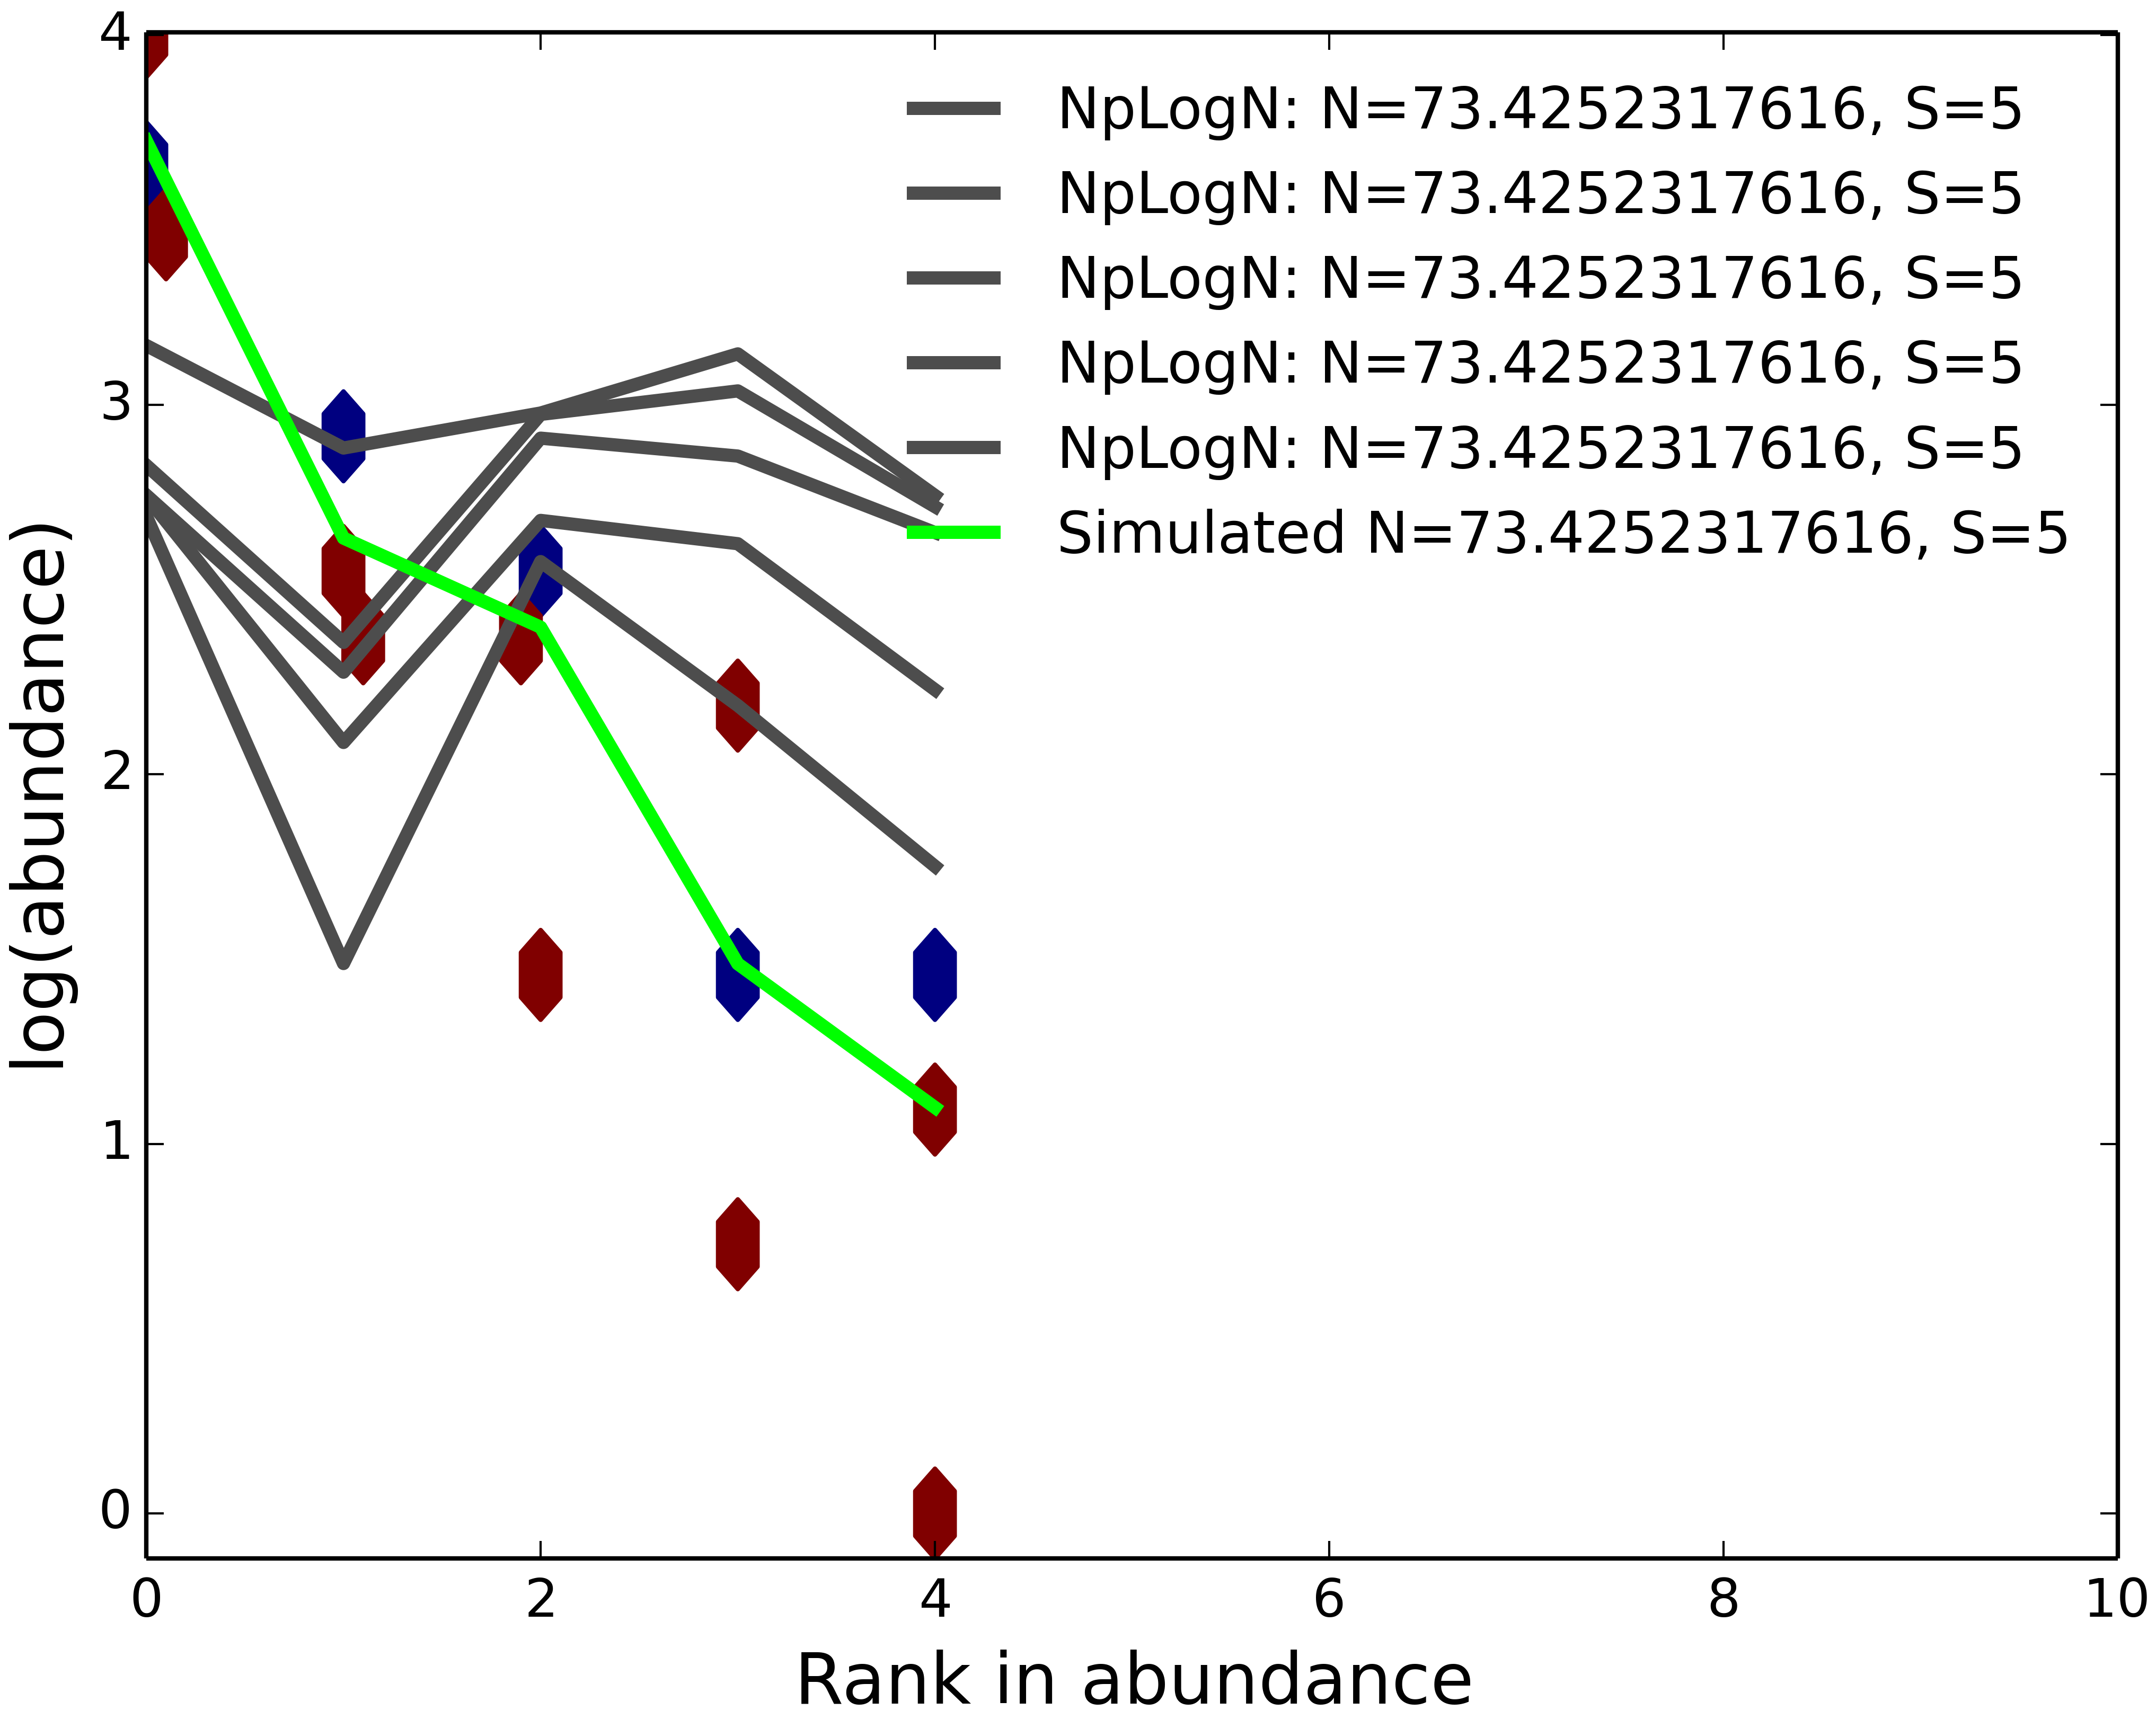 4
3
2
1
0
log(abundance)
NpLogN: N=73.4252317616, S=5
NpLogN: N=73.4252317616, S=5
NpLogN: N=73.4252317616, S=5
NpLogN: N=73.4252317616, S=5
NpLogN: N=73.4252317616, S=5
Simulated N=73.4252317616, S=5
0 2 4 6 8 10
Rank in abundance